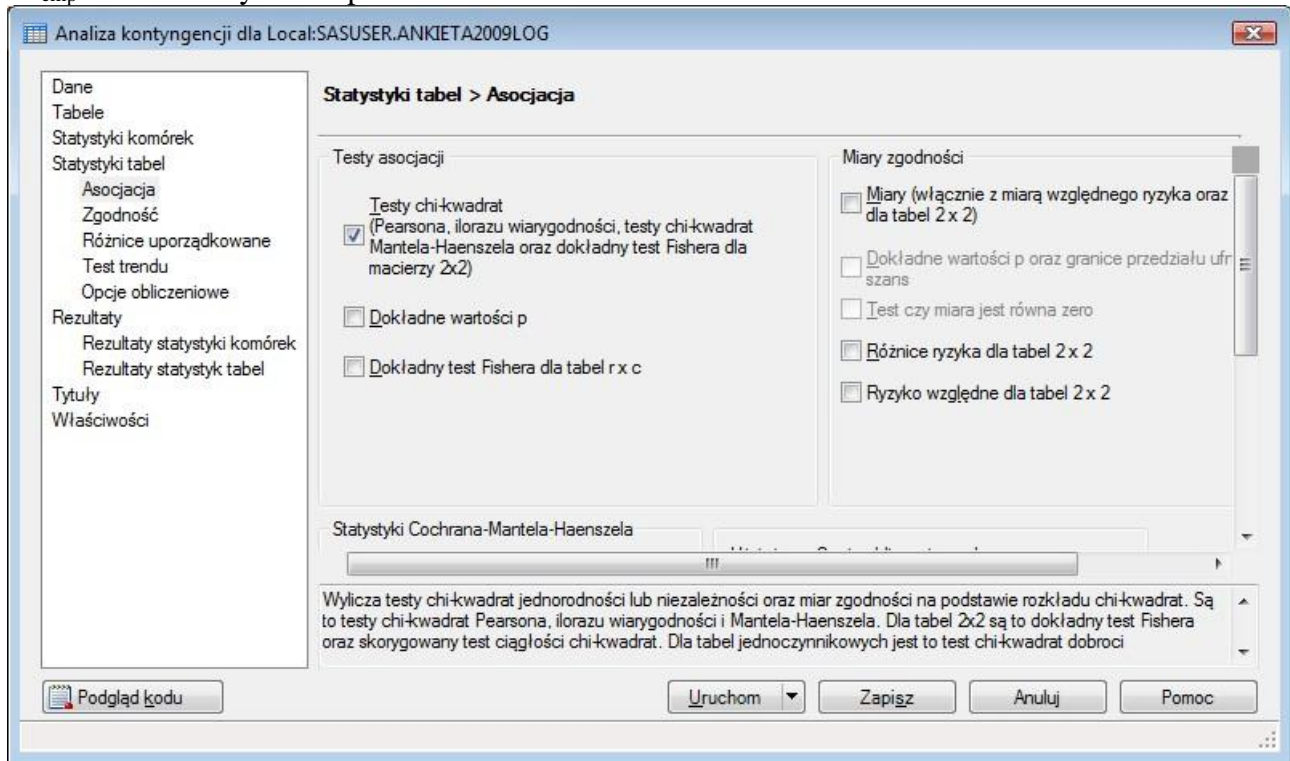 Analiza kontyngencji dla Local:SASUSER.ANKIETA2009LOG
Dane
Tabele
Statystyki komórek
Statystyki tabel
Asocjacja
Zgodność
Różnice uporządkowane
Test trendu
Opcje obliczeniowe
Rezultaty
Rezultaty statystyki komórek
Rezultaty statystyk tabel
Tytuły
Właściwości
Statystyki tabel > Asocjacja
Testy asocjacji
Testy chi-kwadrat
(Pearsona, ilorazu wiarygodności, testy chi-kwadrat
Mantela-Haenszela oraz dokładny test Fishera dla
macierzy 2x2)
Dokładne wartości p
Dokładny test Fishera dla tabel r x c
Miary zgodności
Miary (włącznie z miarą względnego ryzyka oraz
dla tabel 2 x 2)
Dokładne wartości p oraz granice przedziału ufr
szans
Test czy miara jest równa zero
Różnice ryzyka dla tabel 2 x 2
Ryzyko względne dla tabel 2 x 2
Statystyki Cochrana-Mantela-Haenszela
Wylicza testy chi-kwadrat jednorodności lub niezależności oraz miar zgodności na podstawie rozkładu chi-kwadrat. Są
to testy chi-kwadrat Pearsona, ilorazu wiarygodności i Mantela-Haenszela. Dla tabel 2x2 są to dokładny test Fishera
oraz skorygowany test ciągłości chi-kwadrat. Dla tabel jednoczynnikowych jest to test chi-kwadrat dobroci
Podgląd kodu
Uruchom
Zapisz
Anuluj
Pomoc